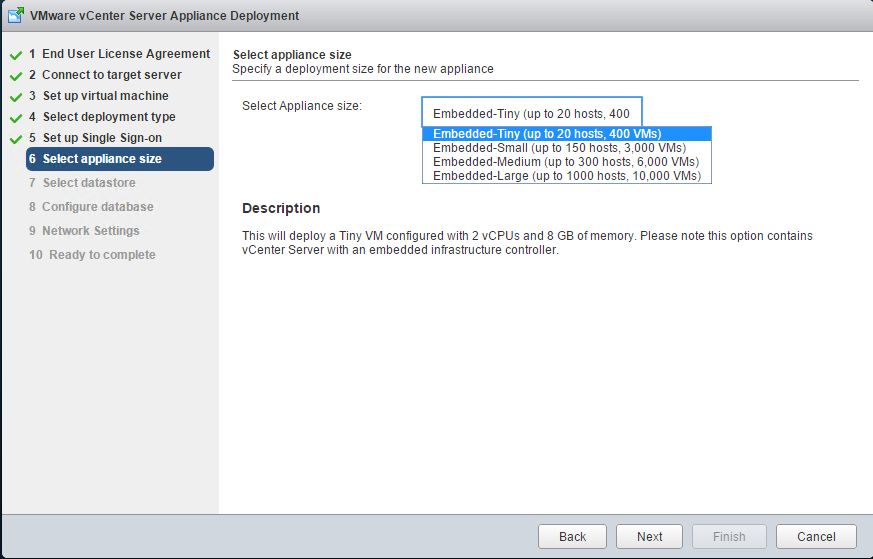 VMware vCenter Server Appliance Deployment
1 End User License Agreement
2 Connect to target server
3 Set up virtual machine
4 Select deployment type
5 Set up Single Sign-on
6 Select appliance size
7 Select datastore
8 Configure database
9 Network Settings
10 Ready to complete
Select appliance size
Specify a deployment size for the new appliance
Select Appliance size:
Embedded-Tiny (up to 20 hosts, 400
Embedded-Tiny (up to 20 hosts, 400 VMs)
Embedded-Small (up to 150 hosts, 3,000 VMs)
Embedded-Medium (up to 300 hosts, 6,000 VMs)
Embedded-Large (up to 1000 hosts, 10,000 VMs)
Description
This will deploy a Tiny VM configured with 2 vCPUs and 8 GB of memory. Please note this option contains
vCenter Server with an embedded infrastructure controller.
Back
Next
Finish
Cancel